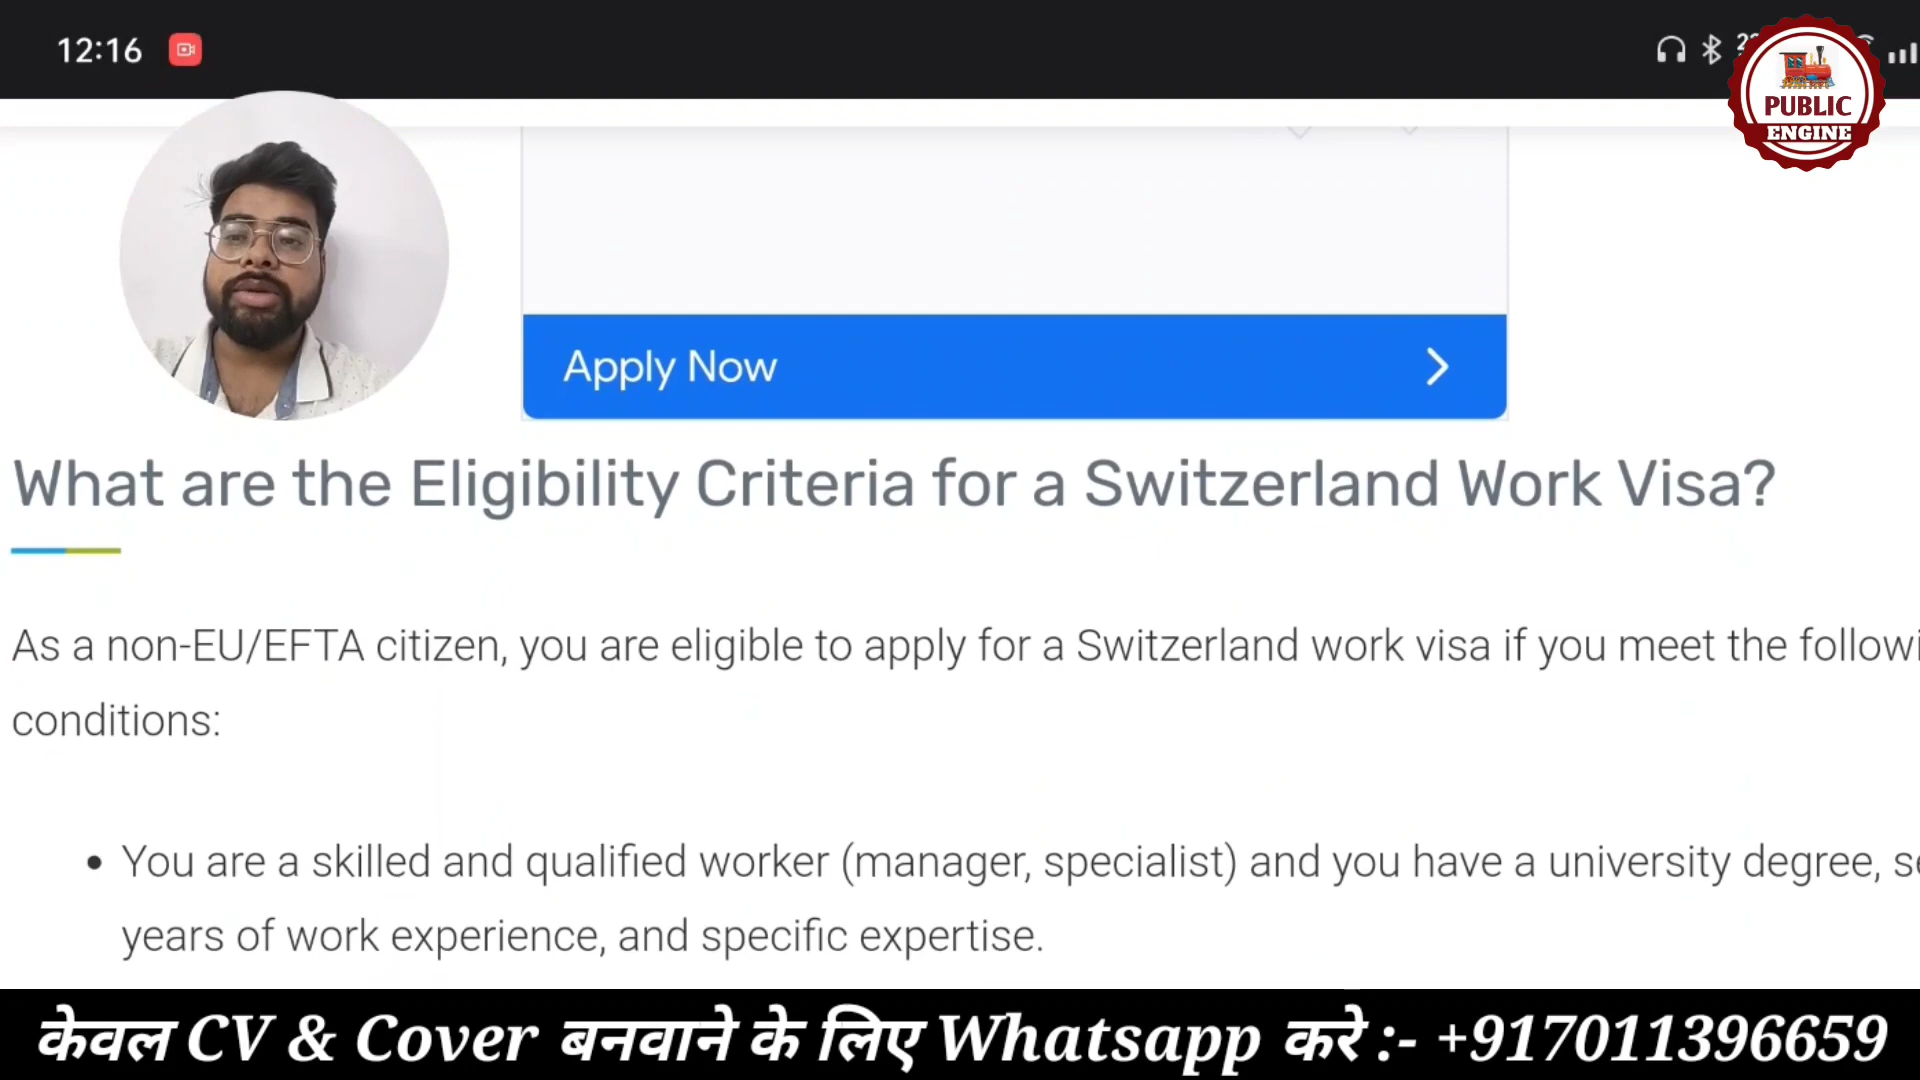 12:16
PUBLIC
ENGINE
Apply Now
What are the Eligibility Criteria for a Switzerland Work Visa?
As a non-EU/EFTA citizen, you are eligible to apply for a Switzerland work visa if you meet the
conditions:
• You are a skilled and qualified worker (manager, specialist) and you have a university degree,
years of work experience, and specific expertise.
केवल CV & Cover बनवाने के लिए Whatsapp करे :- +917011396659